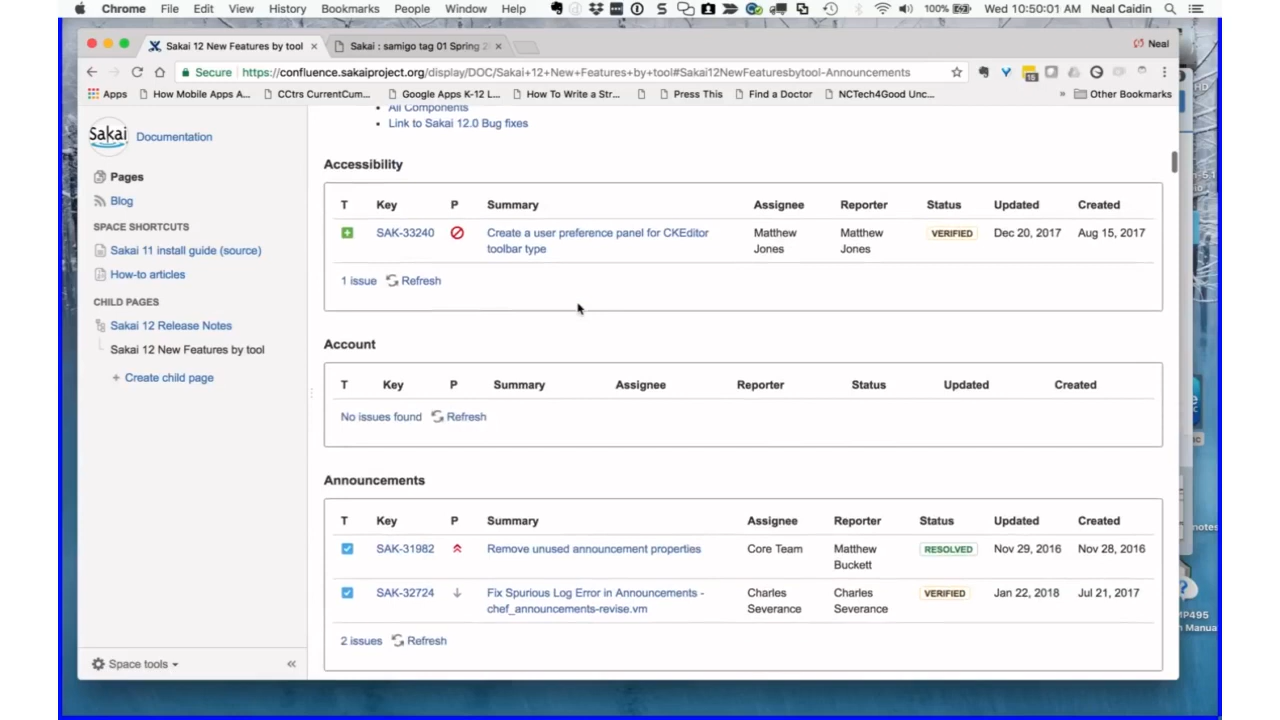 Chrome File Edit View History Bookmarks People Window Help 100% Wed 10:50:01 AM Neal Caidin
Sakai 12 New Features by tool × Sakai : samigo tag 01 Spring 2 × Neal
Secure https://confluence.sakaiproject.org/display/DOC/Sakai+12+New+Features+by+tool#Sakai12NewFeaturesbytool-Announcements
Apps How Mobile Apps A... CCtrs CurrentCum... Google Apps K-12 L... How To Write a Str... Press This Find a Doctor NCTech4Good Unc... » Other Bookmarks
Sakai Documentation
Pages
Blog
SPACE SHORTCUTS
Sakai 11 install guide (source)
How-to articles
CHILD PAGES
Sakai 12 Release Notes
Sakai 12 New Features by tool
+ Create child page
Space tools «
All Components
Link to Sakai 12.0 Bug fixes
Accessibility
T Key P Summary Assignee Reporter Status Updated Created
SAK-33240 Create a user preference panel for CKEditor Matthew Matthew VERIFIED Dec 20, 2017 Aug 15, 2017
toolbar type Jones Jones
1 issue Refresh
Account
T Key P Summary Assignee Reporter Status Updated Created
No issues found Refresh
Announcements
T Key P Summary Assignee Reporter Status Updated Created
SAK-31982 Remove unused announcement properties Core Team Matthew RESOLVED Nov 29, 2016 Nov 28, 2016
Buckett
SAK-32724 Fix Spurious Log Error in Announcements - Charles Charles VERIFIED Jan 22, 2018 Jul 21, 2017
chef_announcements-revise.vm Severance Severance
2 issues Refresh
notes
MP495
Manua